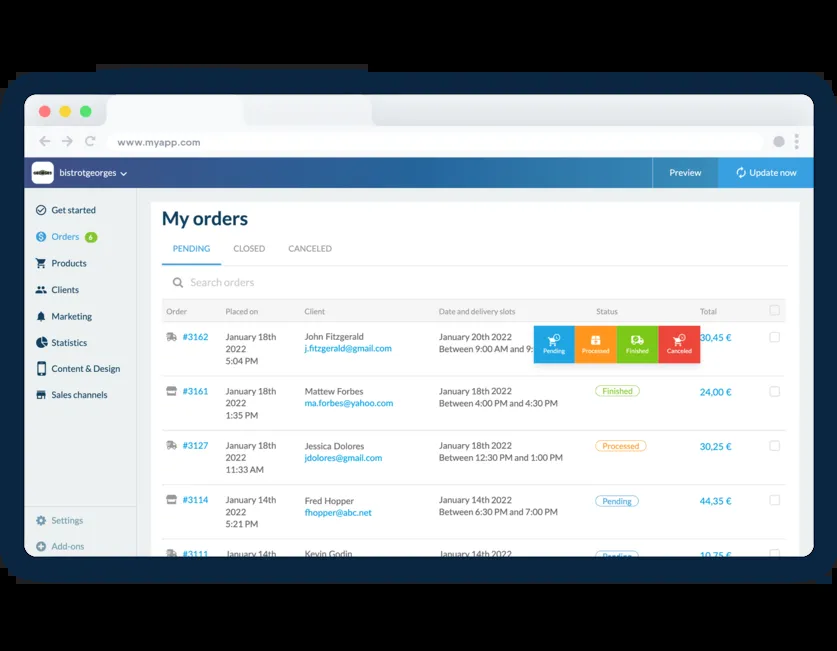 www.myapp.com
bistrotgeorges
Preview
Update now
Get started
Orders 6
Products
Clients
Marketing
Statistics
Content & Design
Sales channels
Settings
Add-ons
My orders
PENDING CLOSED CANCELED
Search orders
Order Placed on Client Date and delivery slots Status Total
#3162 January 18th John Fitzgerald January 20th 2022 30,45 €
2022 j.fitzgerald@gmail.com Between 9:00 AM and 9:
5:04 PM
Pending Processed Finished Canceled
#3161 January 18th Mattew Forbes January 18th 2022 Finished 24,00 €
2022 ma.forbes@yahoo.com Between 4:00 PM and 4:30 PM
1:35 PM
#3127 January 18th Jessica Dolores January 18th 2022 Processed 30,25 €
2022 jdolores@gmail.com Between 12:30 PM and 1:00 PM
11:33 AM
#3114 January 14th Fred Hopper January 14th 2022 Pending 44,35 €
2022 fhopper@abc.net Between 6:30 PM and 7:00 PM
5:21 PM
#3111 January 14th Kevin Godin January 14th 2022 Pending 10,75 €